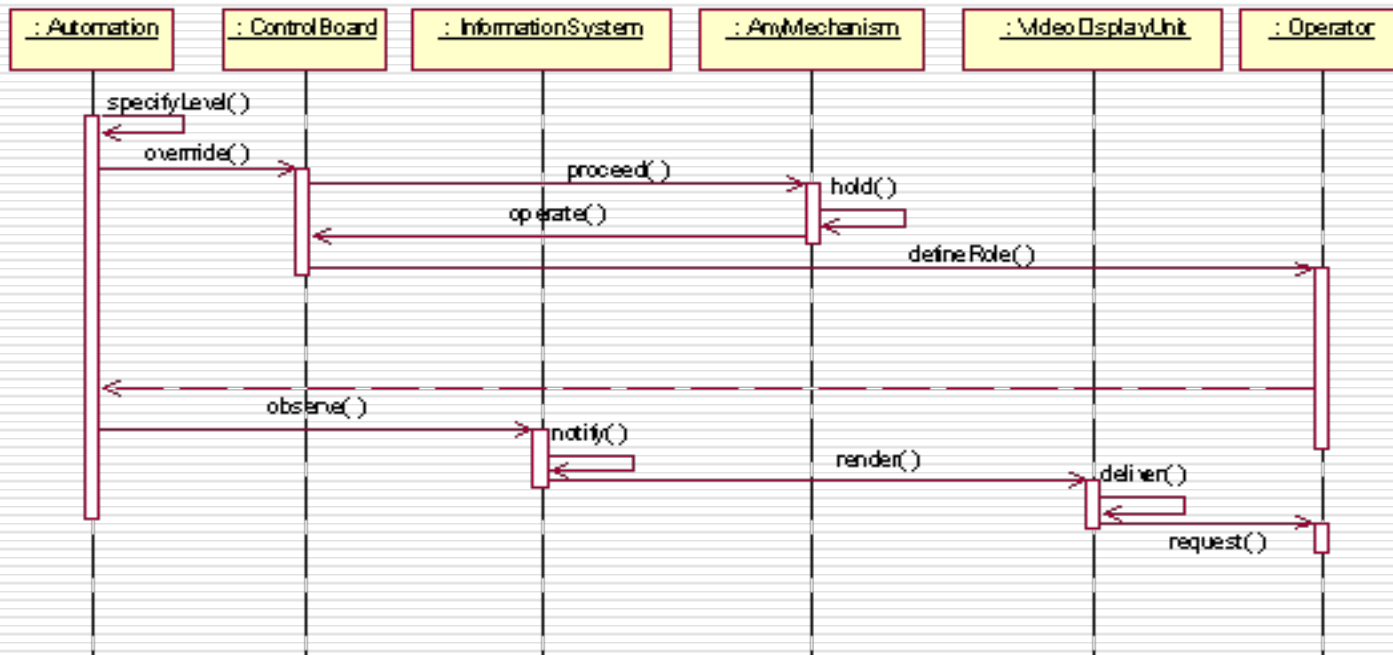 : Automation
: ControlBoard
: InformationSystem
: AnyMechanism
: VideoDisplayUnit
: Operator
specifyLevel()
override()
proceed()
hold()
operate()
defineRole()
observe()
notify()
render()
deliver()
request()